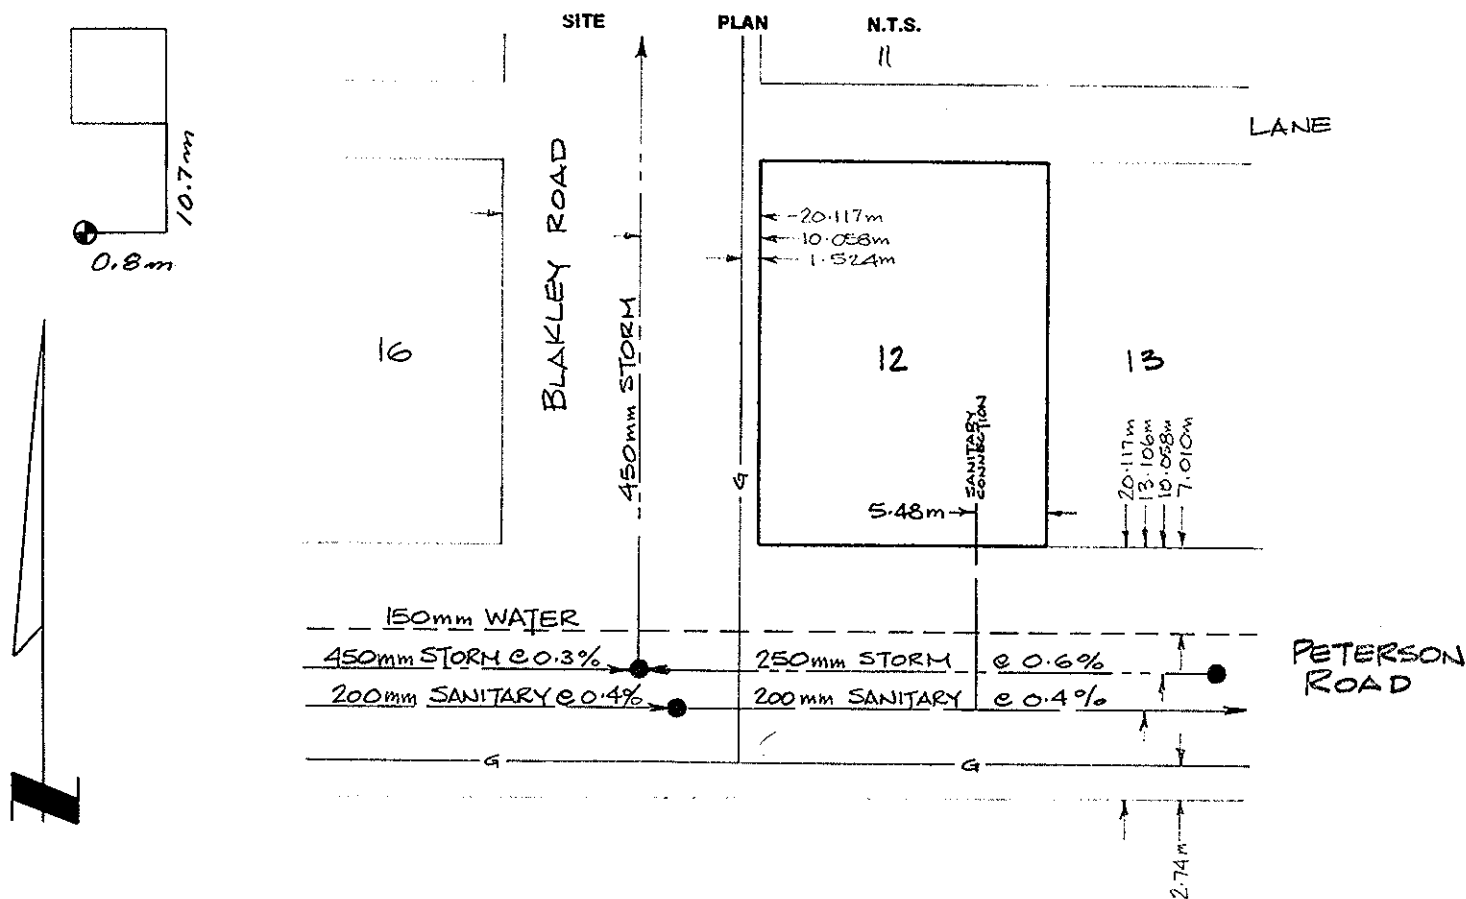 SITE PLAN N.T.S.
11
LANE
10.7m
0.8m
BLAKLEY ROAD
20.117m
10.058m
1.524m
450mm STORM
16
12
13
SANITARY
CONNECTION
20.117m
13.106m
10.058m
7.010m
G
5.48m
150mm WATER
450mm STORM @ 0.3%
250mm STORM @ 0.6%
PETERSON
ROAD
200mm SANITARY @ 0.4%
200mm SANITARY @ 0.4%
G
G
2.74m